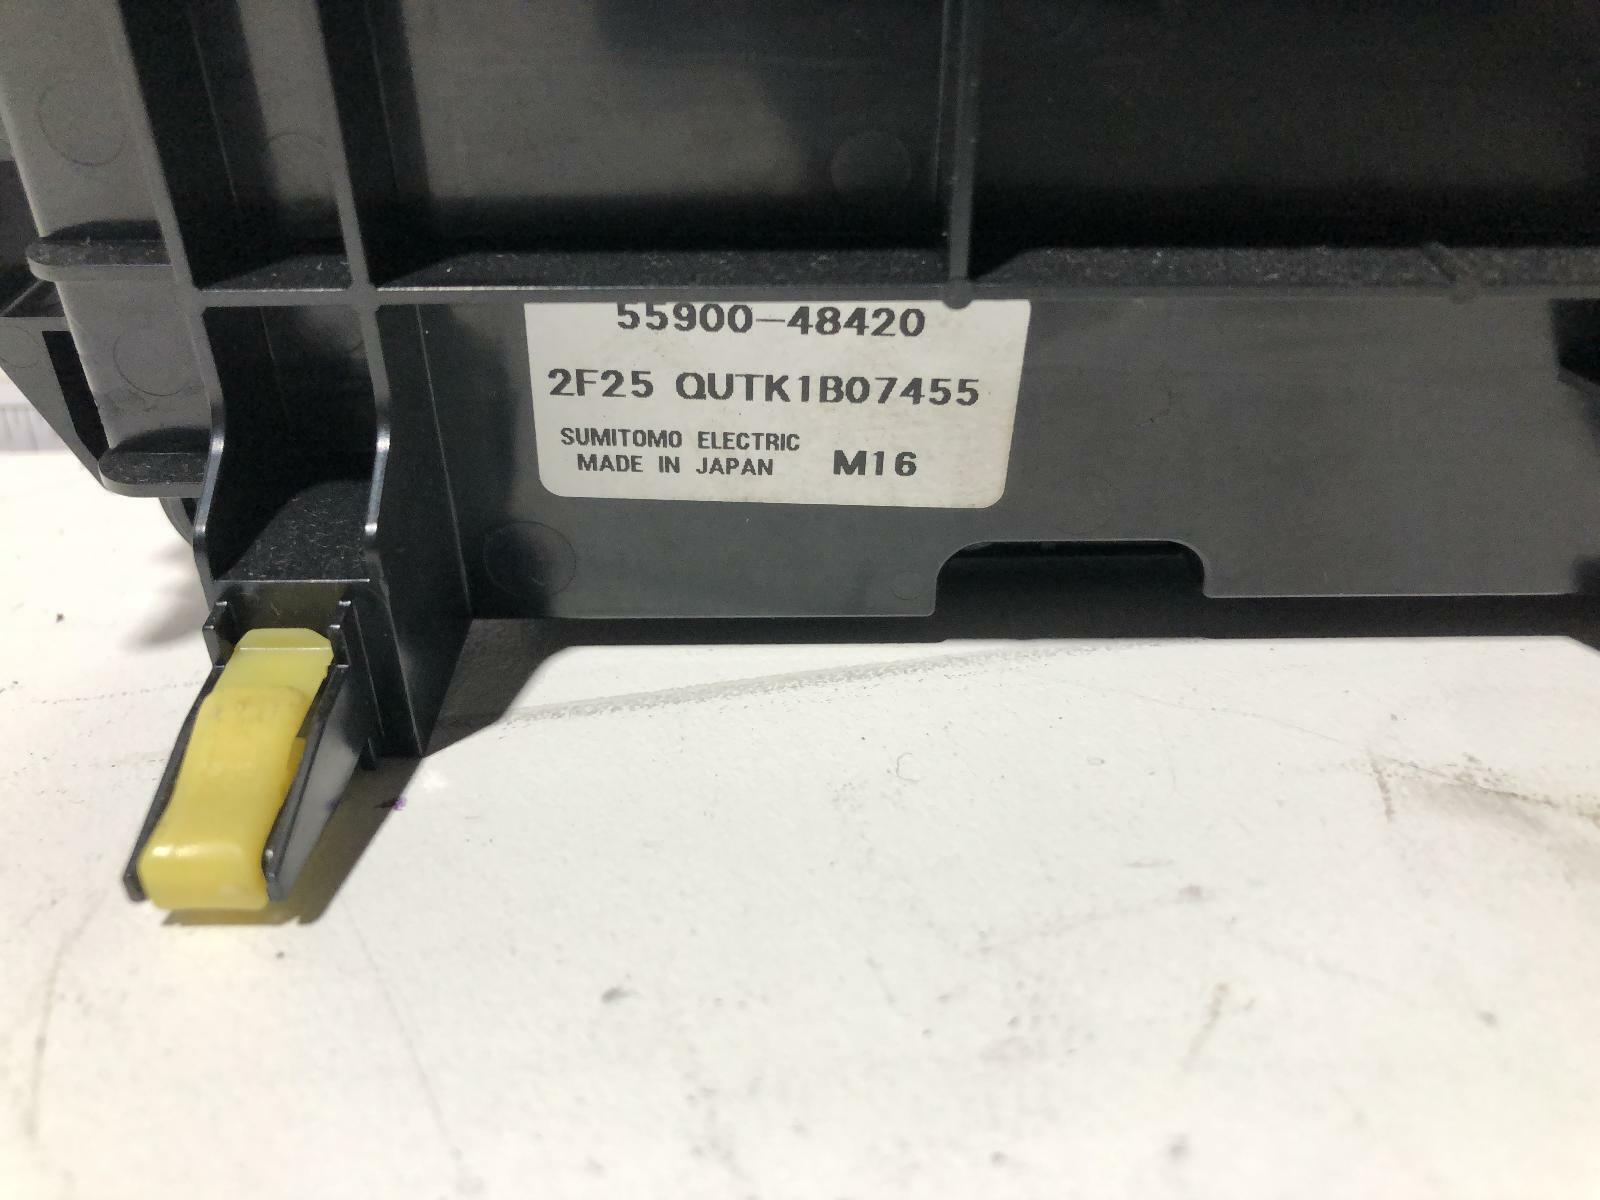 55900-48420
2F25 QUTK1B07455
SUMITOMO ELECTRIC
MADE IN JAPAN M16